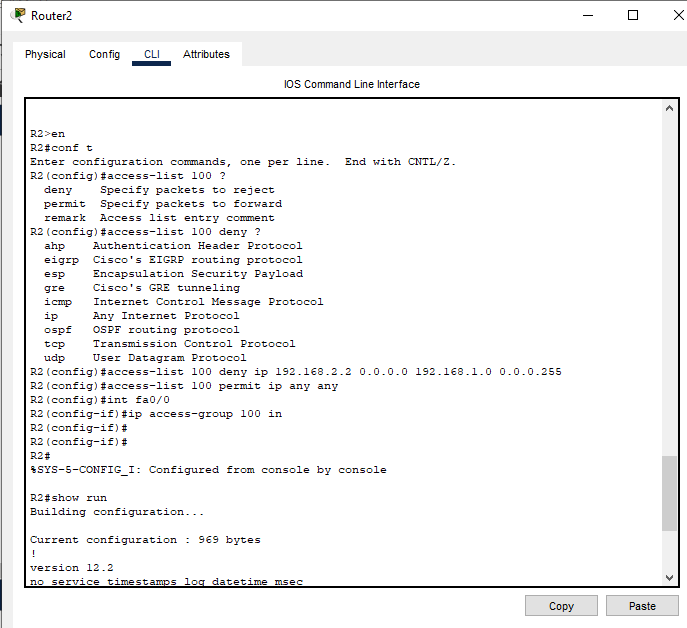 Router2
Physical Config CLI Attributes
IOS Command Line Interface
R2>en
R2#conf t
Enter configuration commands, one per line.  End with CNTL/Z.
R2(config)#access-list 100 ?
  deny    Specify packets to reject
  permit  Specify packets to forward
  remark  Access list entry comment
R2(config)#access-list 100 deny ?
  ahp    Authentication Header Protocol
  eigrp  Cisco's EIGRP routing protocol
  esp    Encapsulation Security Payload
  gre    Cisco's GRE tunneling
  icmp   Internet Control Message Protocol
  ip     Any Internet Protocol
  ospf   OSPF routing protocol
  tcp    Transmission Control Protocol
  udp    User Datagram Protocol
R2(config)#access-list 100 deny ip 192.168.2.2 0.0.0.0 192.168.1.0 0.0.0.255
R2(config)#access-list 100 permit ip any any
R2(config)#int fa0/0
R2(config-if)#ip access-group 100 in
R2(config-if)#
R2(config-if)#
R2#
%SYS-5-CONFIG_I: Configured from console by console
R2#show run
Building configuration...
Current configuration : 969 bytes
!
version 12.2
no service timestamps log datetime msec
Copy Paste